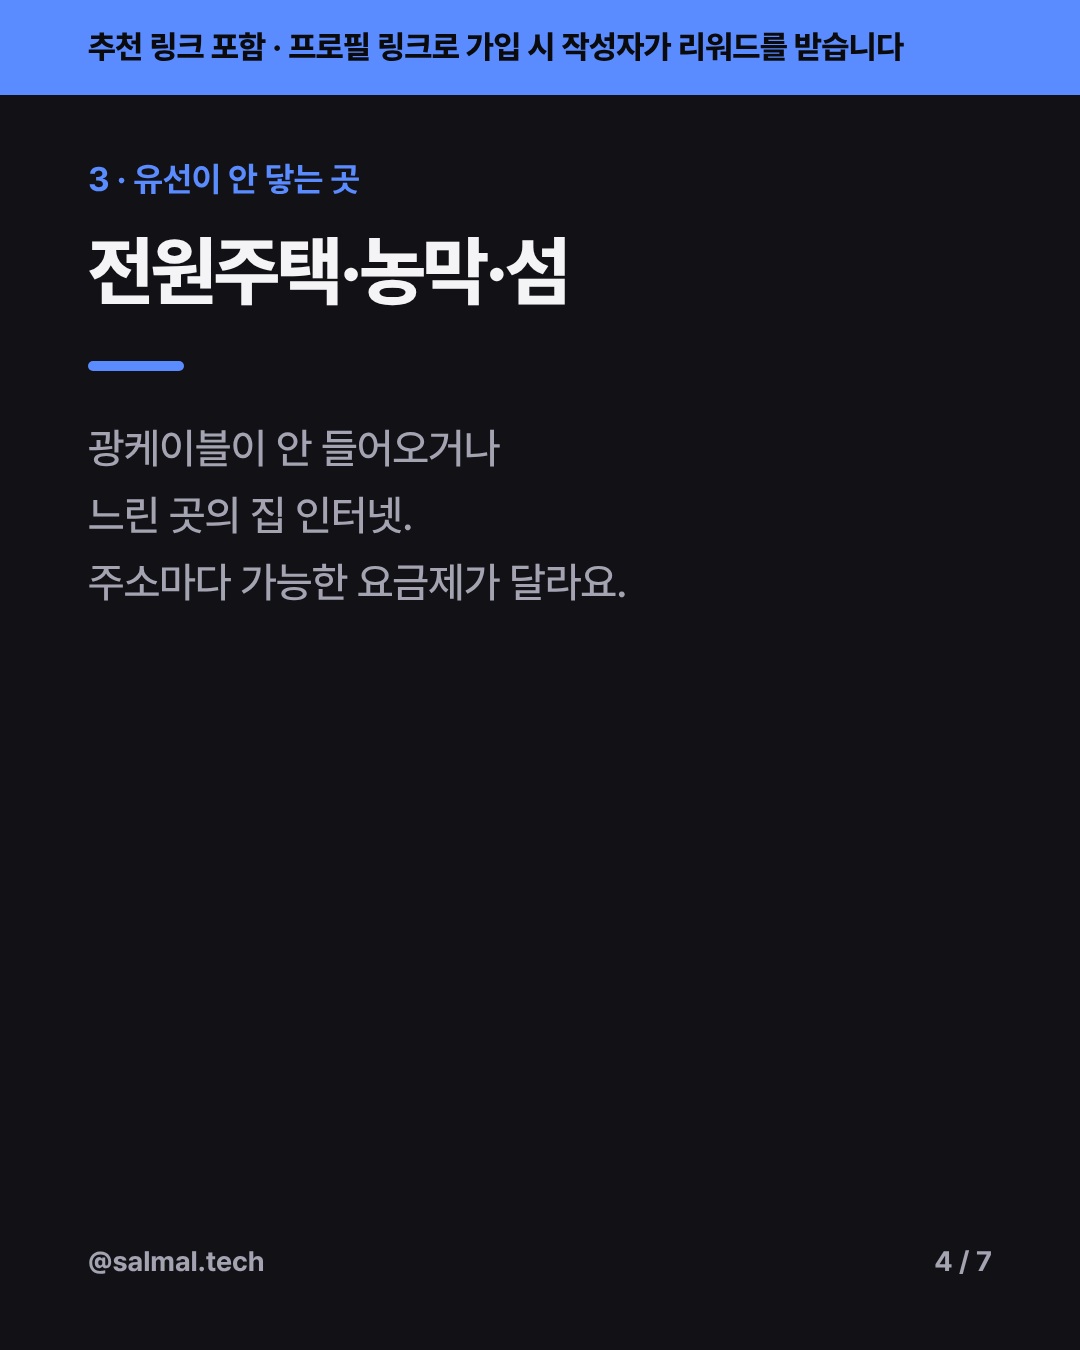 추천 링크 포함 · 프로필 링크로 가입 시 작성자가 리워드를 받습니다
3 · 유선이 안 닿는 곳
전원주택·농막·섬
광케이블이 안 들어오거나
느린 곳의 집 인터넷.
주소마다 가능한 요금제가 달라요.
@salmal.tech
4 / 7